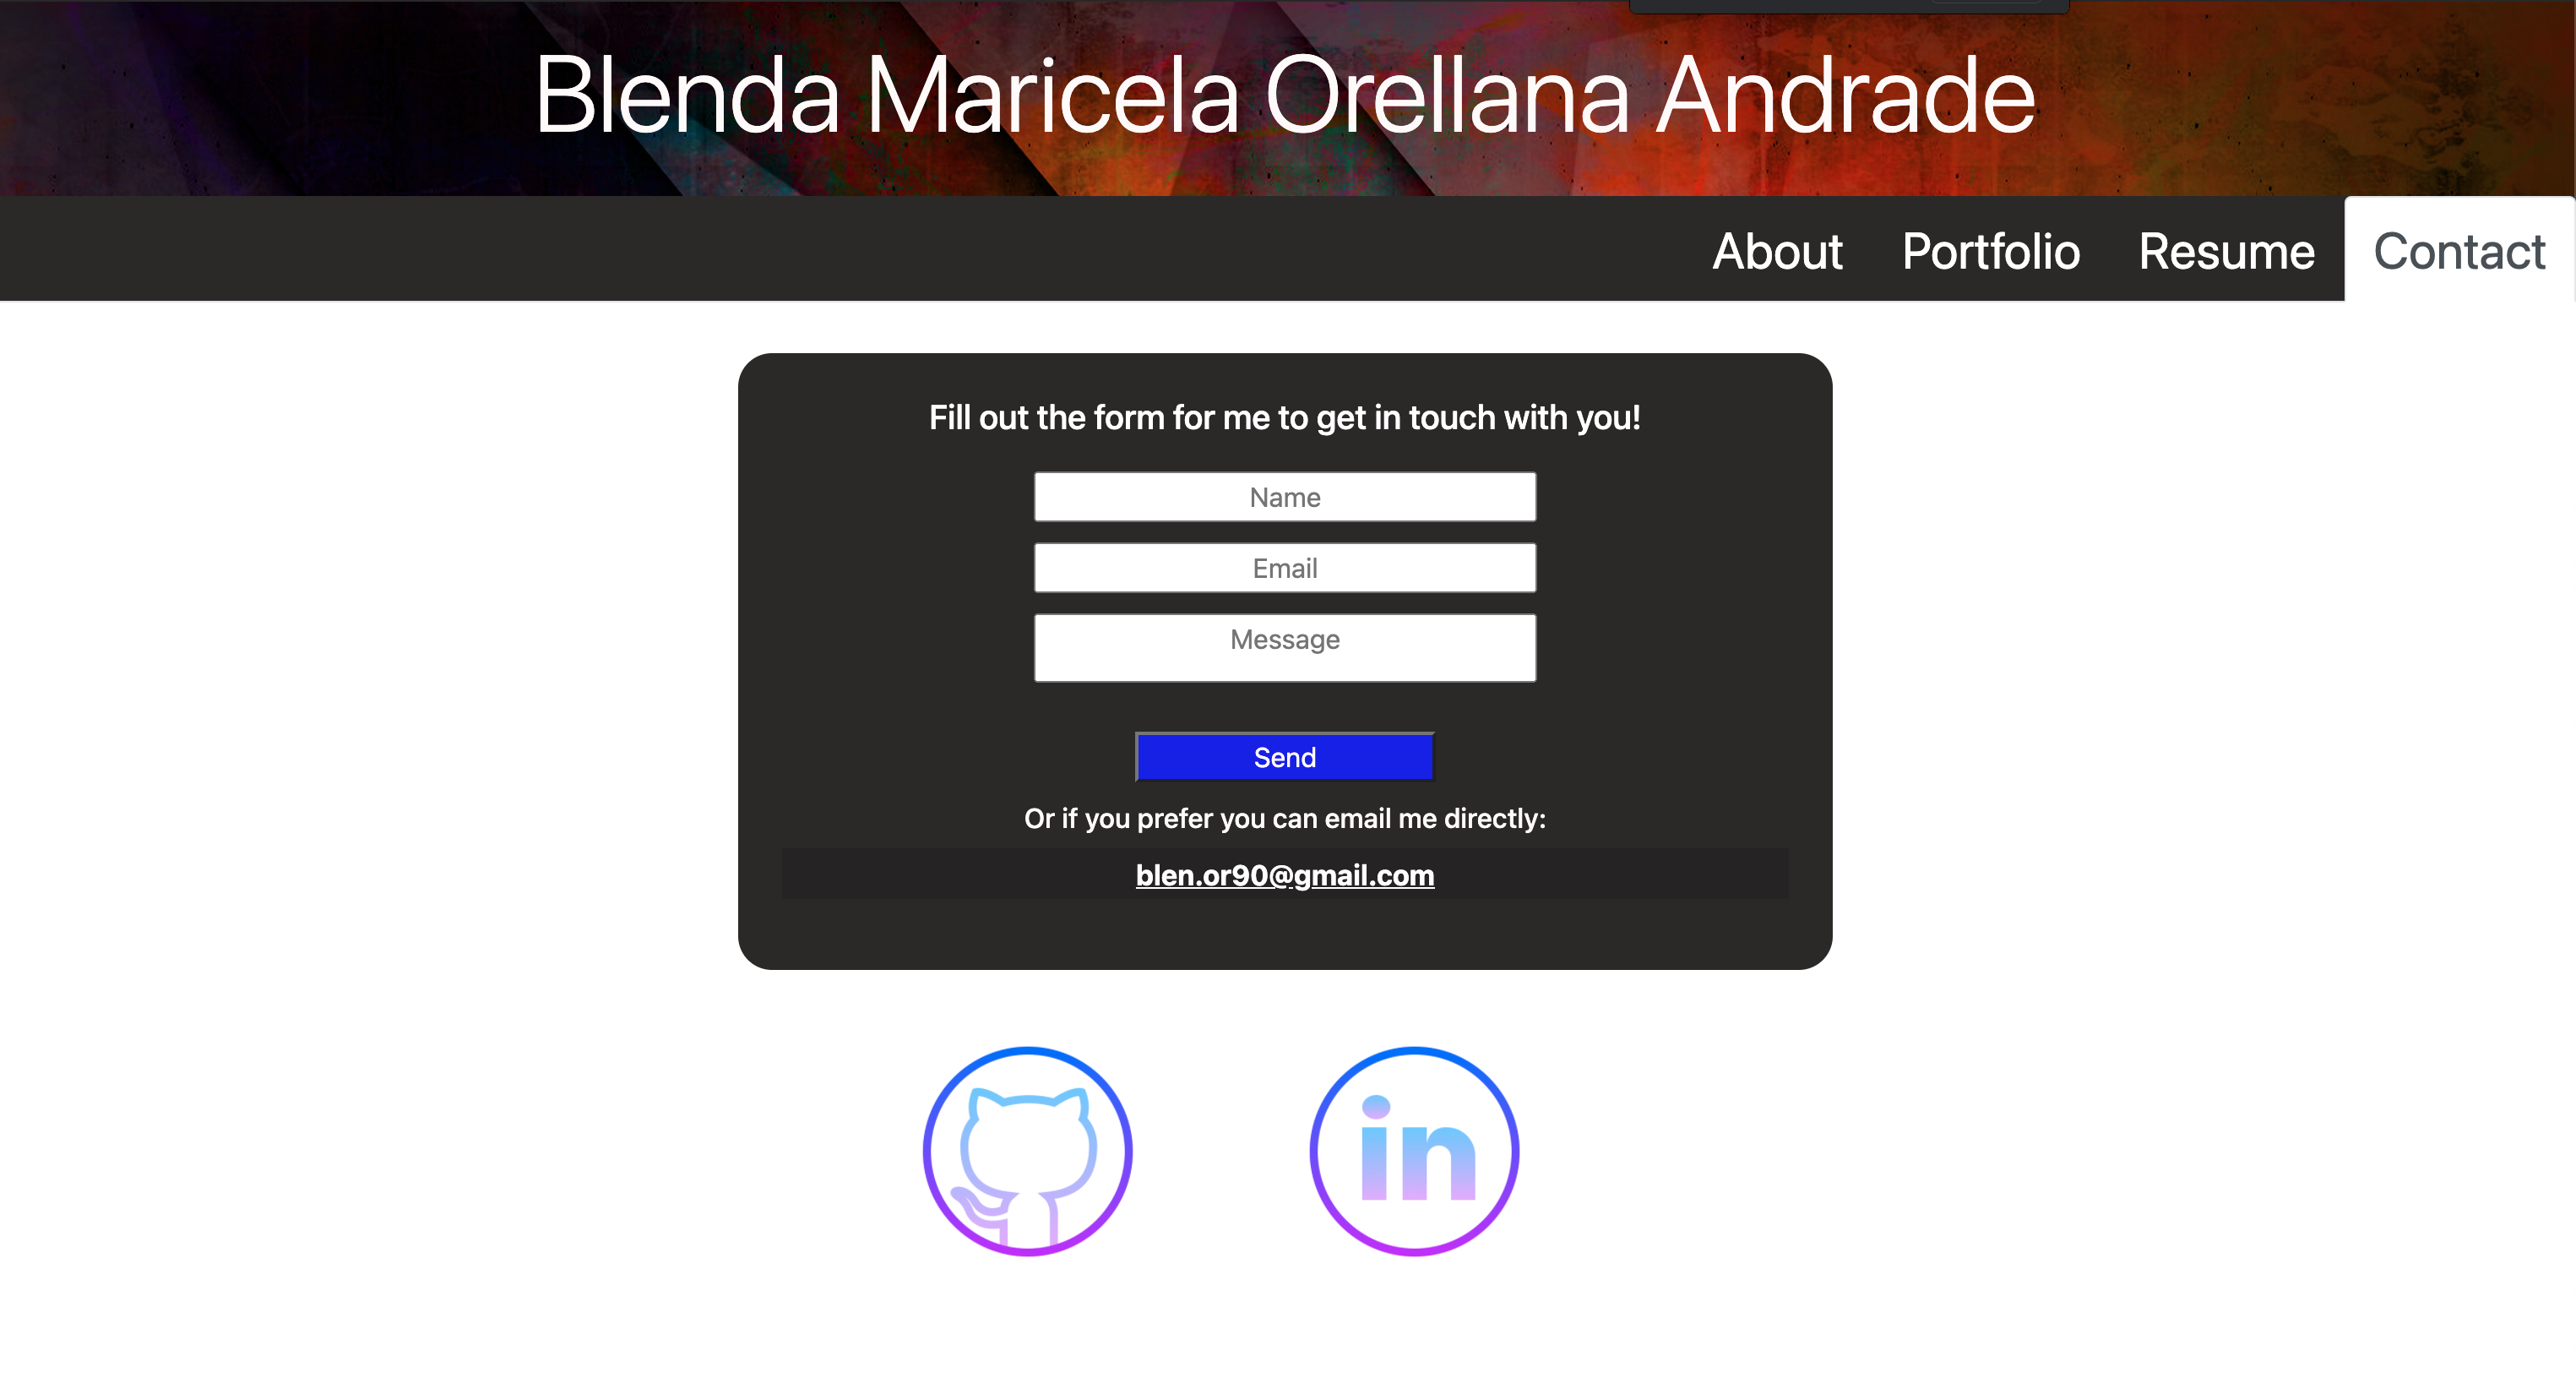 Blenda Maricela Orellana Andrade
About Portfolio Resume Contact
Fill out the form for me to get in touch with you!
Name
Email
Message
Send
Or if you prefer you can email me directly:
blen.or90@gmail.com
in